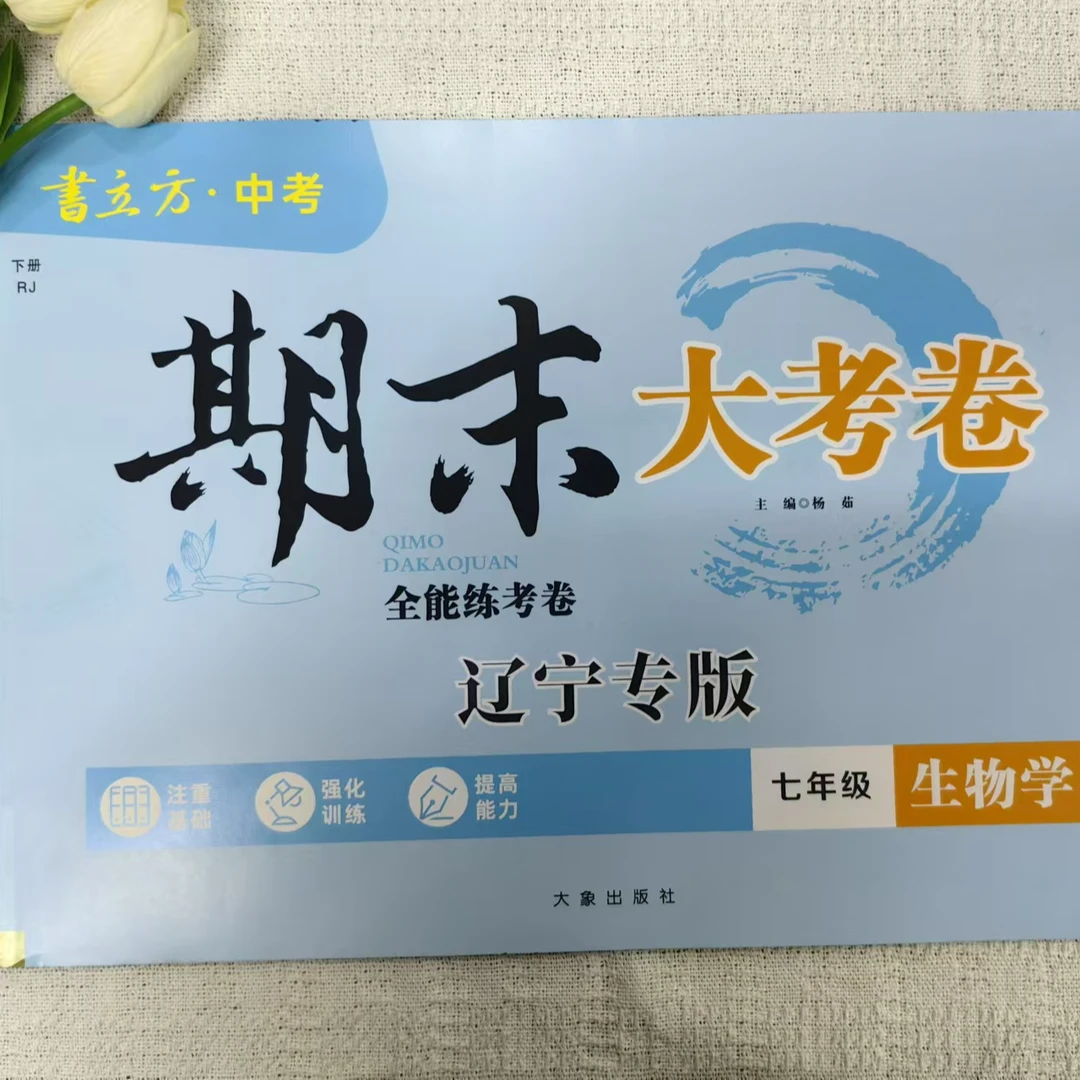 書立方·中考
下册
RJ
期末大考卷
主 编◎杨 茹
QIMO
DAKAOJUAN
全能练考卷
辽宁专版
注重
基础
强化
训练
提高
能力
七年级
生物学
大象出版社